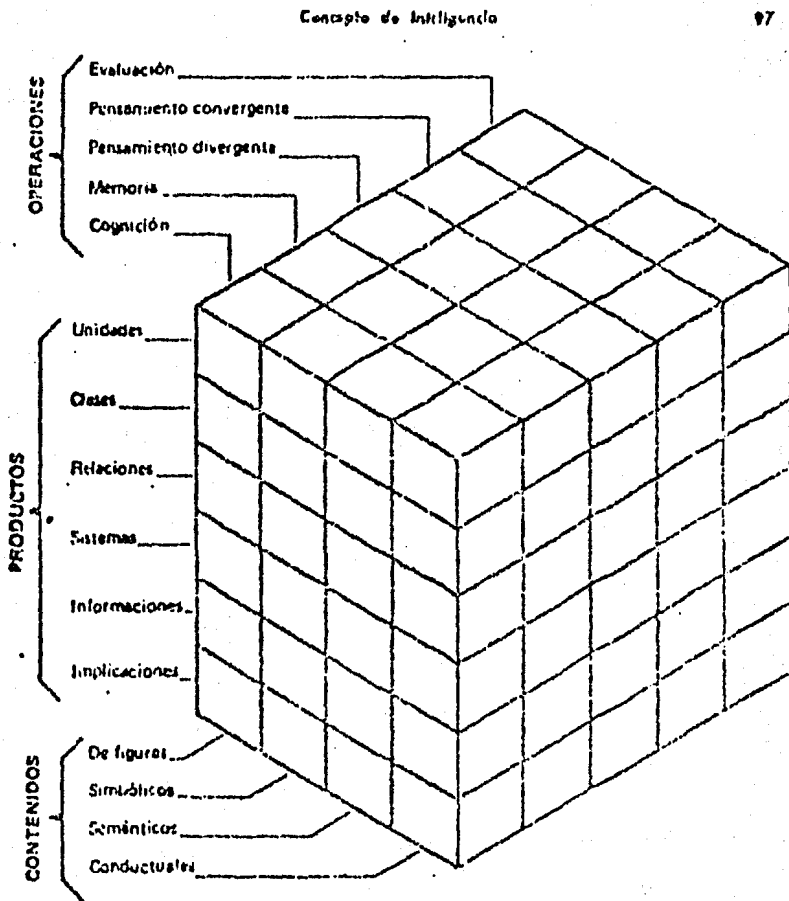 Concepto de Inteligencia 97
OPERACIONES
Evaluación
Pensamiento convergente
Pensamiento divergente
Memoria
Cognición
PRODUCTOS
Unidades
Clases
Relaciones
Sistemas
Informaciones
Implicaciones
CONTENIDOS
De figuras
Simbólicos
Semánticos
Conductuales